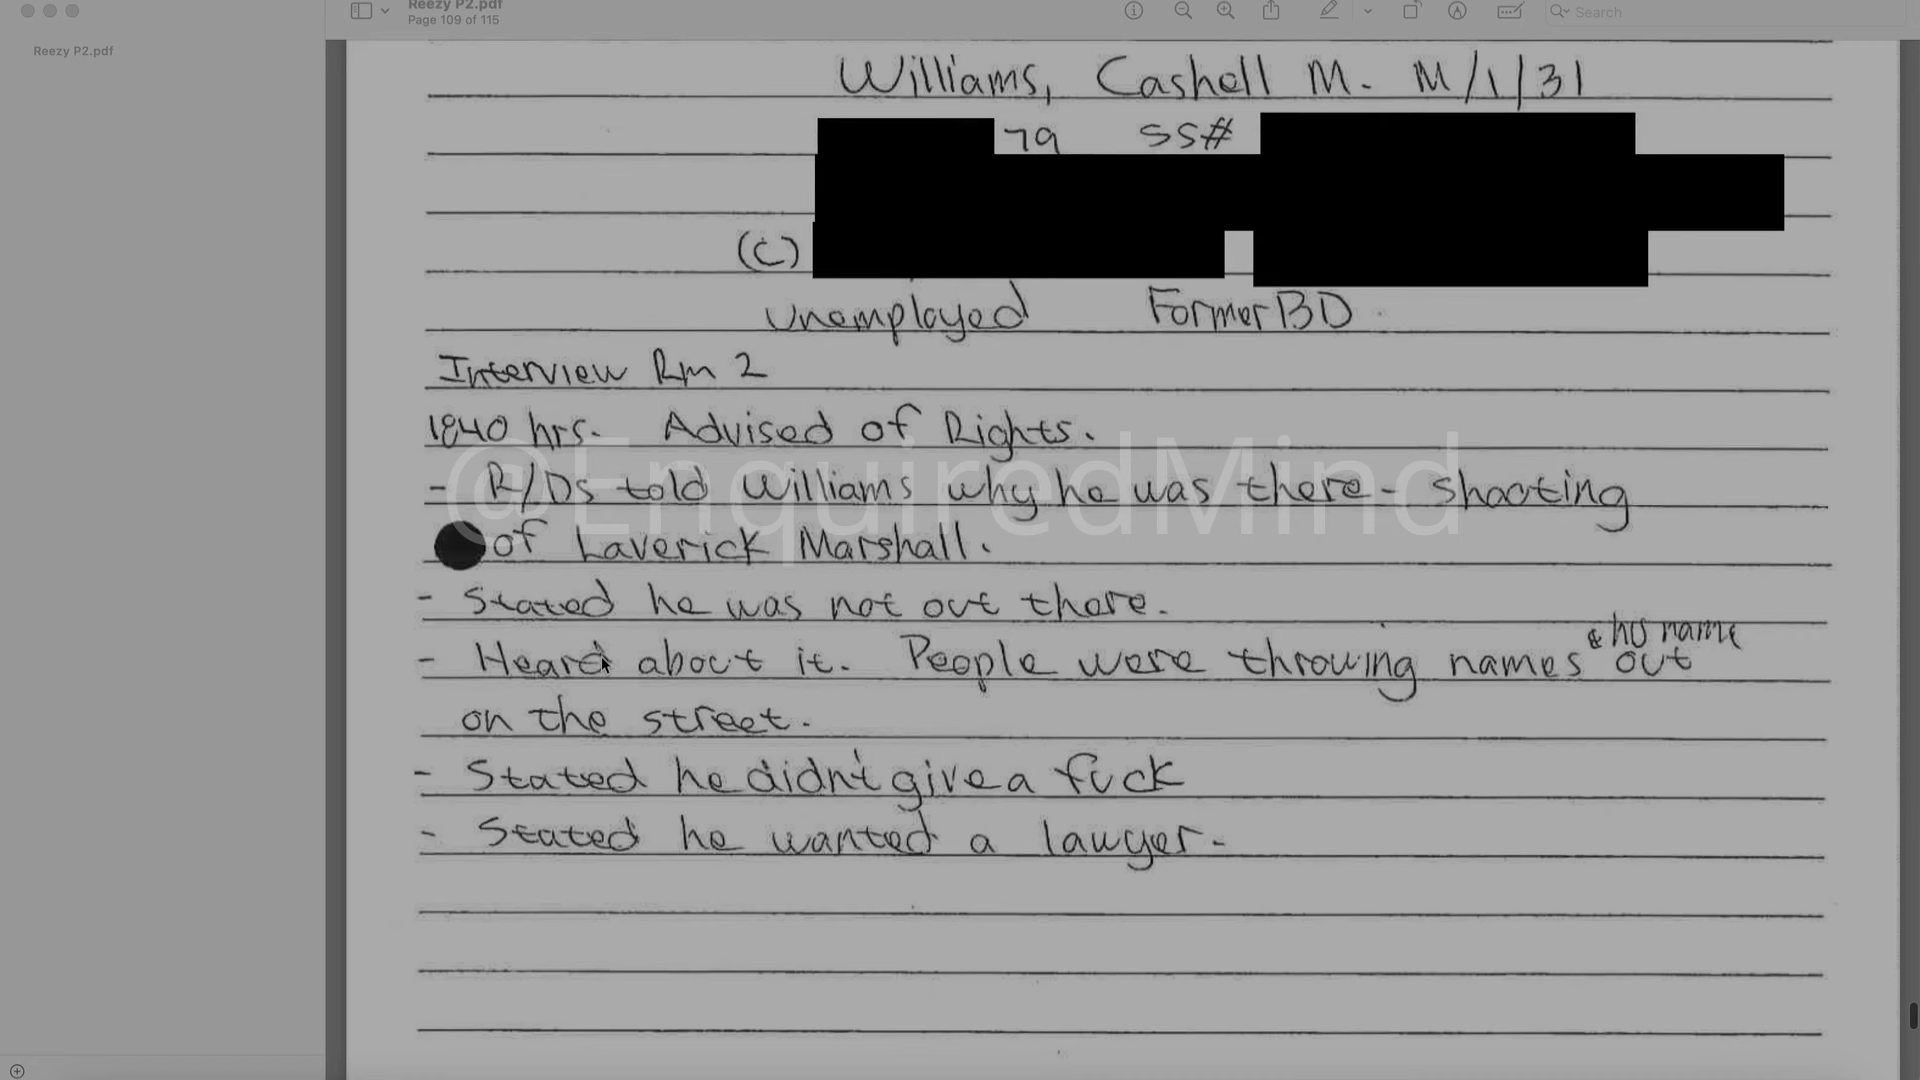 Reezy P2.pdf
Page 109 of 115
Search
Reezy P2.pdf
Williams, Cashell M. M/1/31
79 SS#
(C)
Unemployed Former BD
Interview Rm 2
1840 hrs. Advised of Rights.
- R/Ds told Williams why he was there - shooting
of Laverick Marshall.
- Stated he was not out there.
- Heard about it. People were throwing names & his name out
on the street.
- Stated he didn't give a fuck
- Stated he wanted a lawyer.
@EnquiredMind